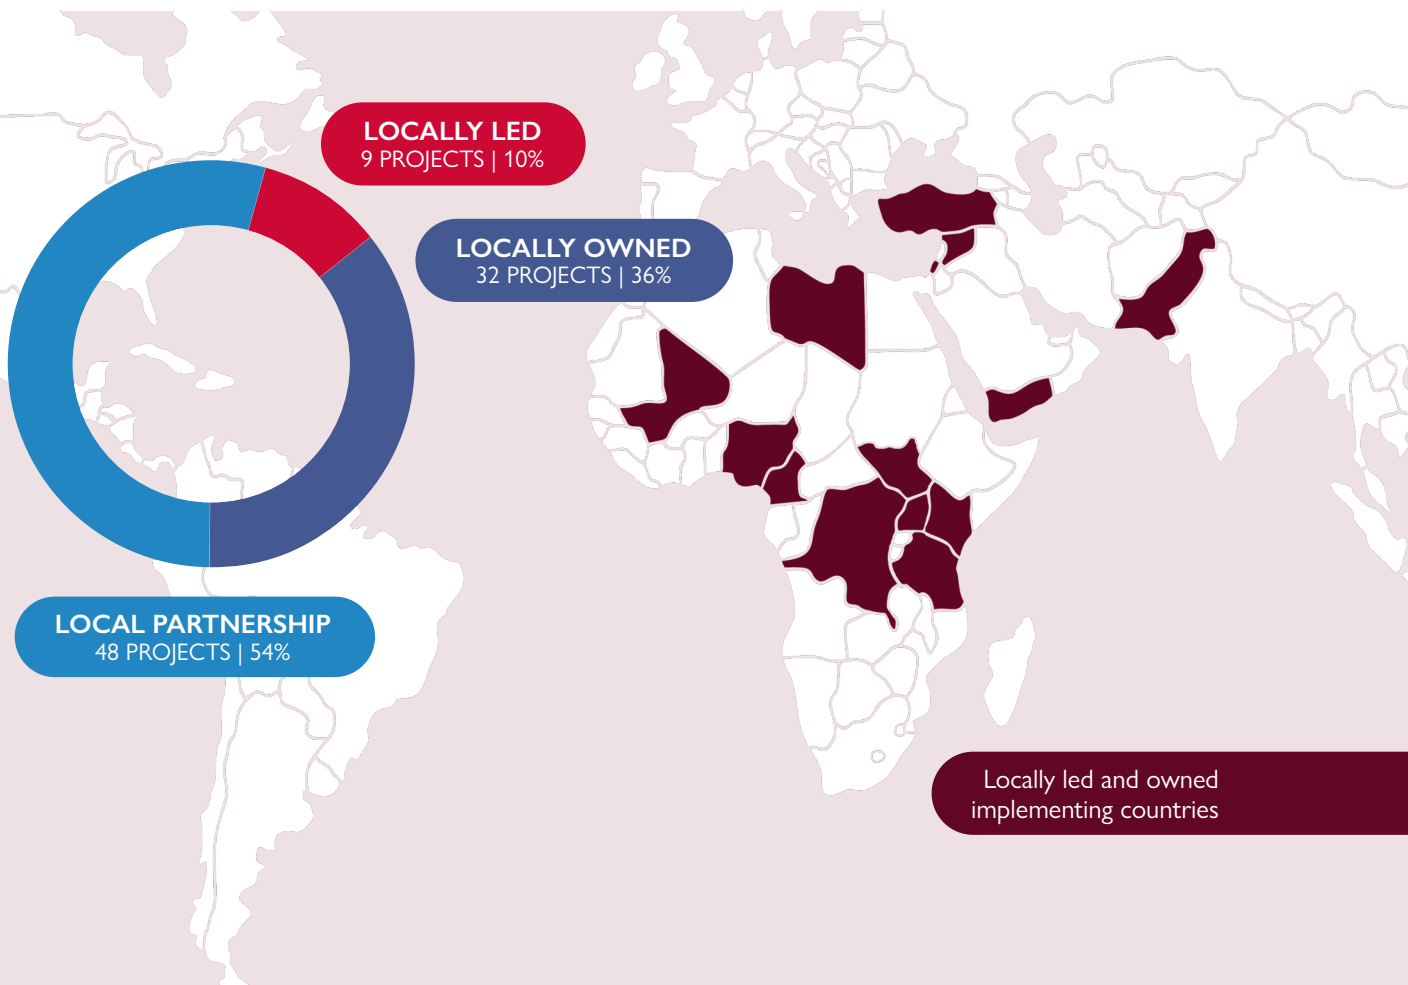 LOCALLY LED
9 PROJECTS | 10%
LOCALLY OWNED
32 PROJECTS | 36%
LOCAL PARTNERSHIP
48 PROJECTS | 54%
Locally led and owned
implementing countries